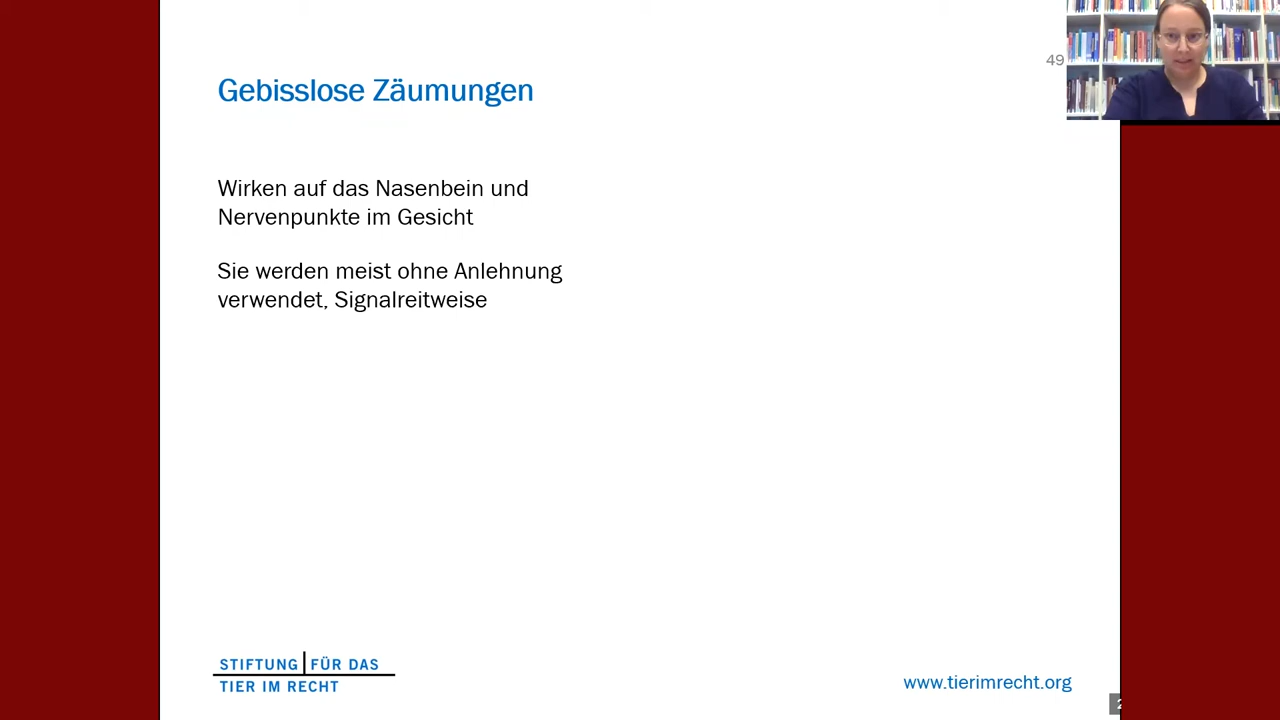 49
Gebisslose Zäumungen
Wirken auf das Nasenbein und
Nervenpunkte im Gesicht
Sie werden meist ohne Anlehnung
verwendet, Signalreitweise
STIFTUNG FÜR DAS
TIER IM RECHT
www.tierimrecht.org